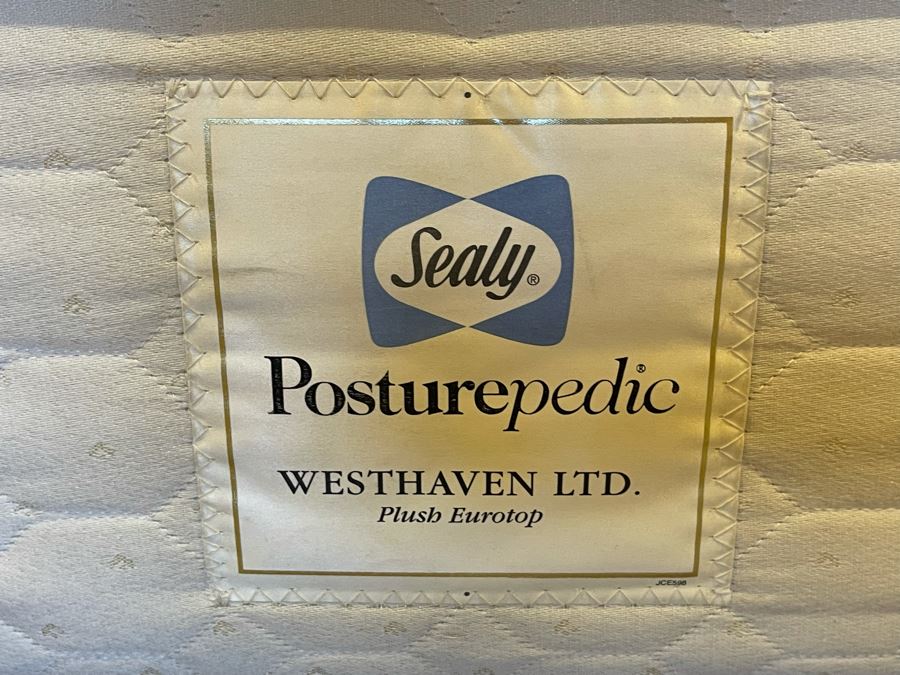 Sealy®
Posturepedic®
WESTHAVEN LTD.
Plush Eurotop
JCE598